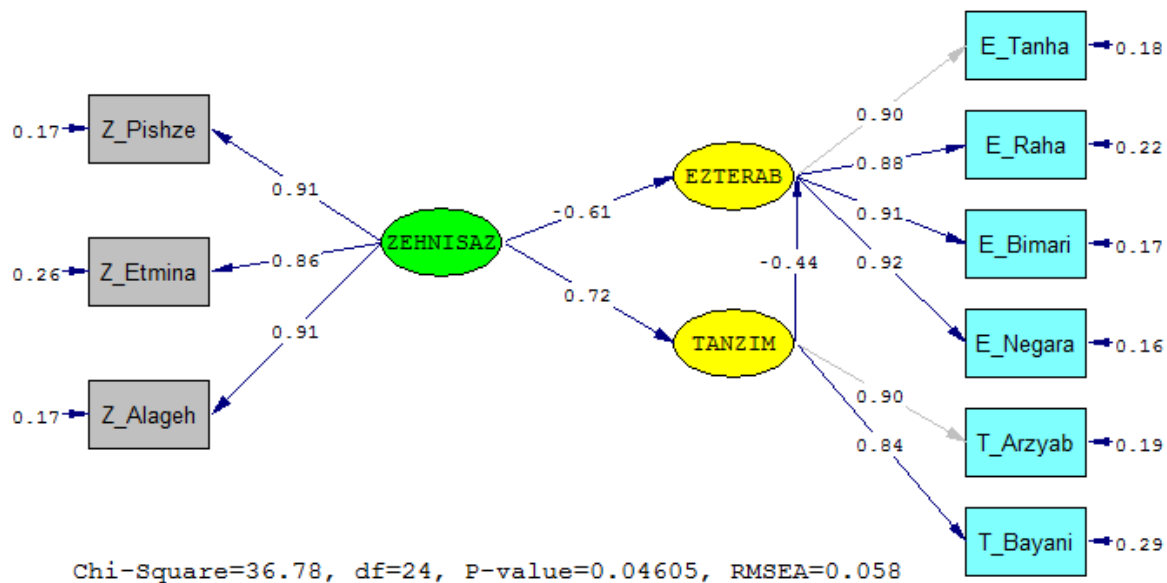 0.17 Z_Pishze
0.91
0.26 Z_Etmina
0.86
0.17 Z_Alageh
0.91
ZEHNISAZ
-0.61
0.72
EZTERAB
-0.44
TANZIM
0.90
0.88
0.91
0.92
0.90
0.84
E_Tanha 0.18
E_Raha 0.22
E_Bimari 0.17
E_Negara 0.16
T_Arzyab 0.19
T_Bayani 0.29
Chi-Square=36.78, df=24, P-value=0.04605, RMSEA=0.058